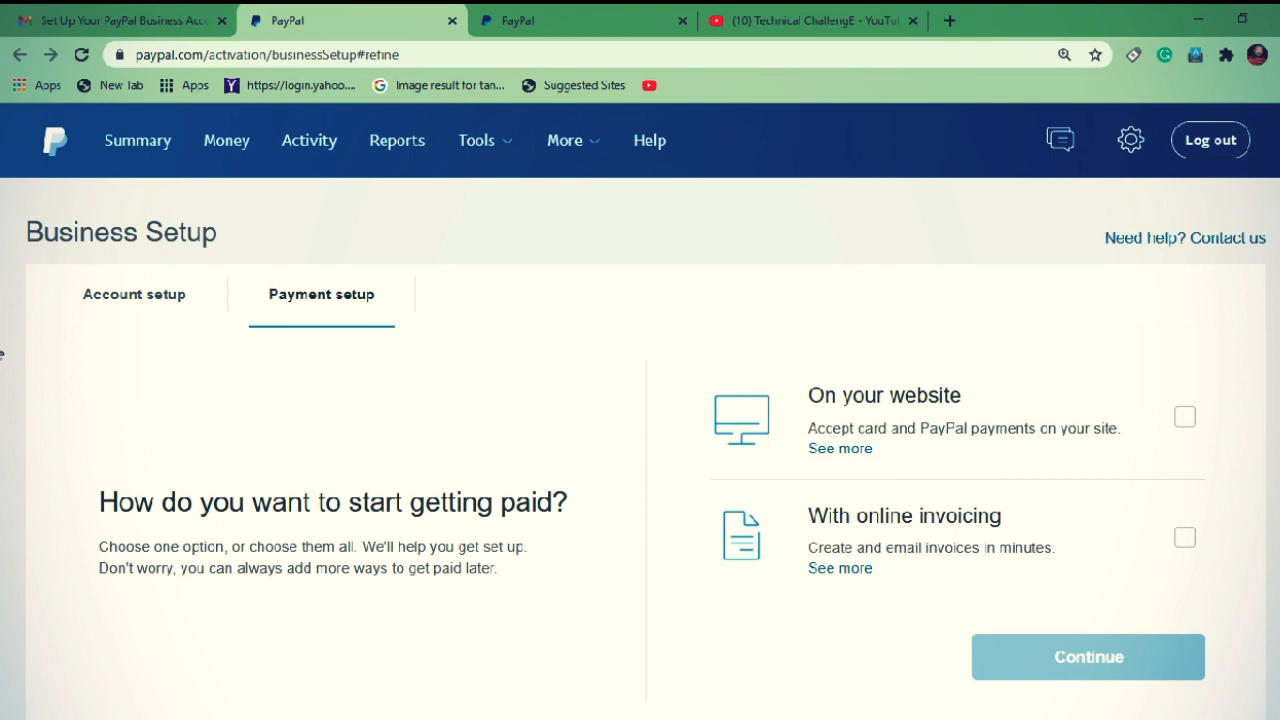 Set Up Your PayPal Business Acc
PayPal
PayPal
(10) Technical ChallengE - YouTu
paypal.com/activation/businessSetup#refine
Apps
New Tab
Apps
https://login.yahoo....
Image result for tan...
Suggested Sites
Summary
Money
Activity
Reports
Tools
More
Help
Log out
Business Setup
Need help? Contact us
Account setup
Payment setup
e
How do you want to start getting paid?
Choose one option, or choose them all. We'll help you get set up.
Don't worry, you can always add more ways to get paid later.
On your website
Accept card and PayPal payments on your site.
See more
With online invoicing
Create and email invoices in minutes.
See more
Continue